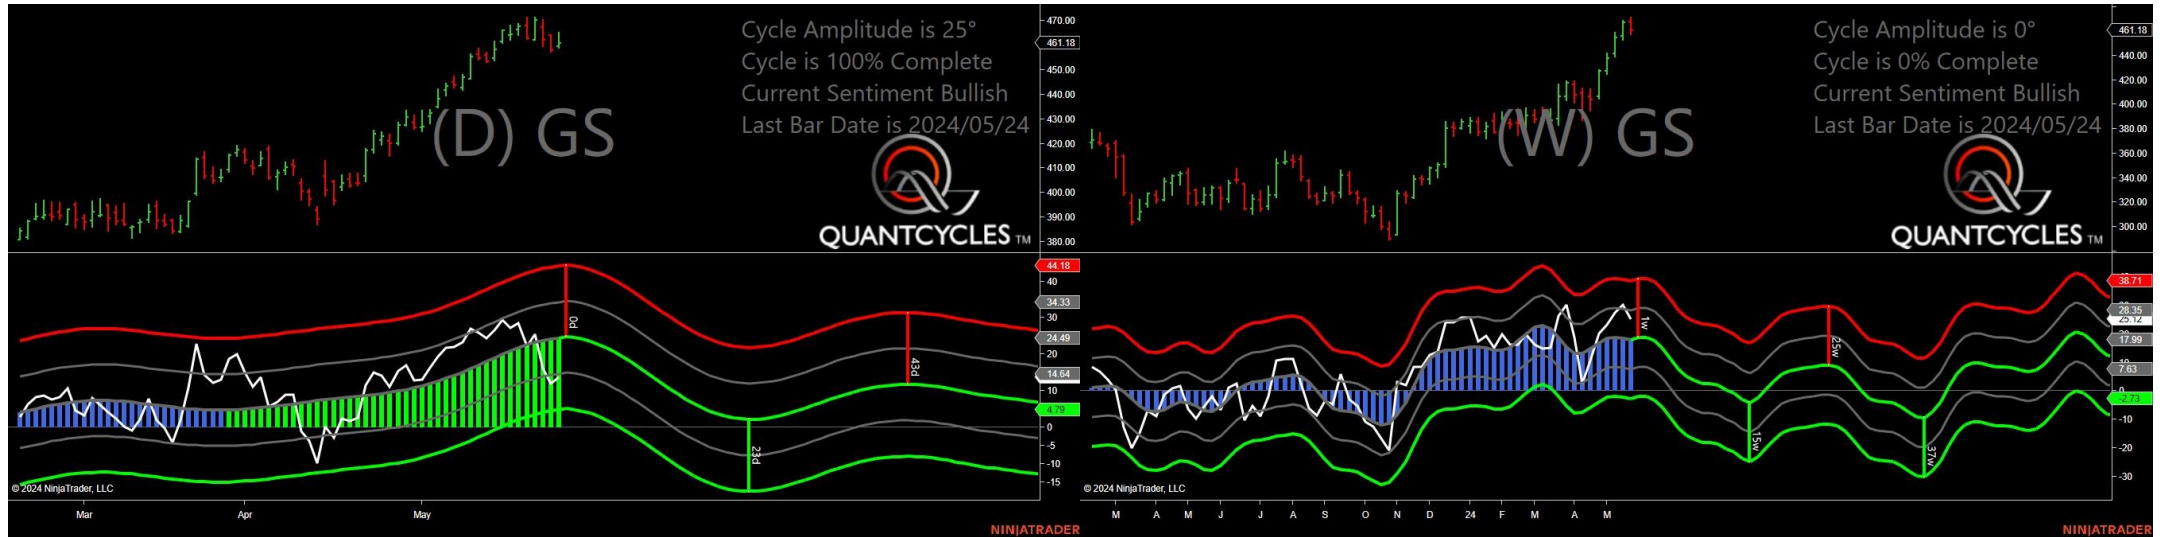 Cycle Amplitude is 25°
Cycle is 100% Complete
Current Sentiment Bullish
Last Bar Date is 2024/05/24
(D) GS
QUANTCYCLES TM
470.00
461.18
450.00
440.00
430.00
420.00
410.00
400.00
390.00
380.00
44.18
40
34.33
30
24.49
20
14.64
10
4.79
0
-5
-10
-15
0d
23d
43d
© 2024 NinjaTrader, LLC
Mar Apr May
NINJATRADER
Cycle Amplitude is 0°
Cycle is 0% Complete
Current Sentiment Bullish
Last Bar Date is 2024/05/24
(W) GS
QUANTCYCLES TM
461.18
440.00
420.00
400.00
380.00
360.00
340.00
320.00
300.00
38.71
28.35
25.12
17.99
7.63
0
-2.73
-10
-20
-30
1w
15w
25w
37w
© 2024 NinjaTrader, LLC
M A M J J A S O N D 24 F M A M
NINJATRADER